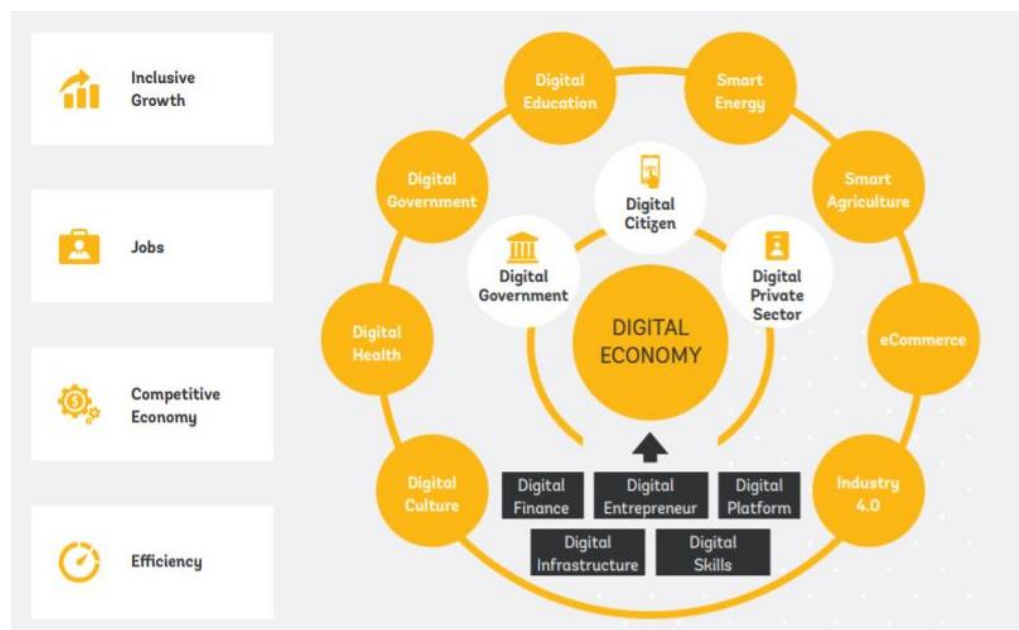 Inclusive
Growth
Jobs
Competitive
Economy
Efficiency
Digital
Education
Smart
Energy
Digital
Government
Digital
Citizen
Smart
Agriculture
Digital
Government
Digital
Private
Sector
Digital
Health
DIGITAL
ECONOMY
eCommerce
Digital
Culture
Digital
Finance
Digital
Entrepreneur
Digital
Platform
Industry
4.0
Digital
Infrastructure
Digital
Skills